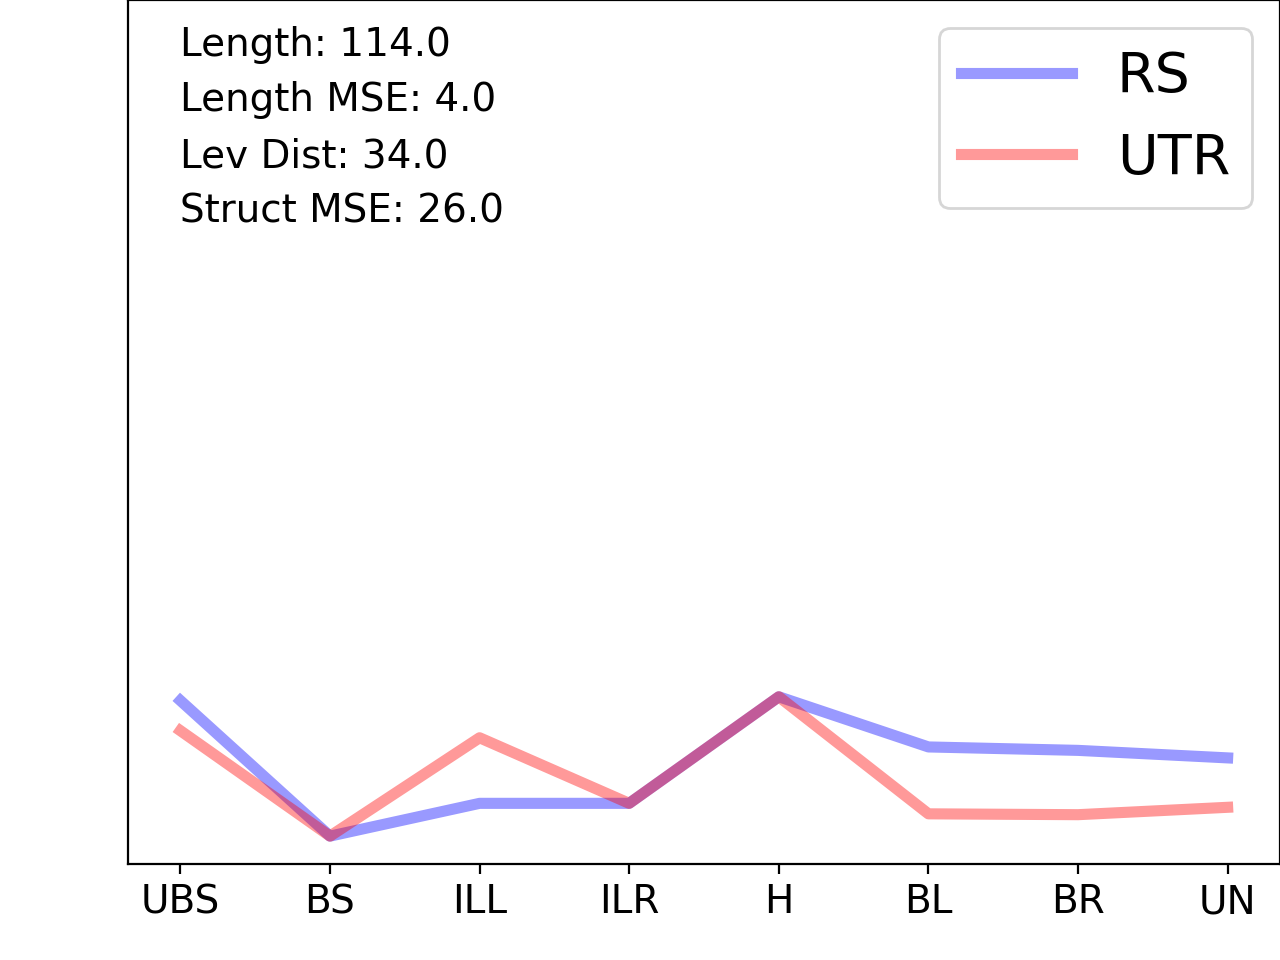 Length: 114.0
Length MSE: 4.0
Lev Dist: 34.0
Struct MSE: 26.0
RS
UTR
UBS BS ILL ILR H BL BR UN